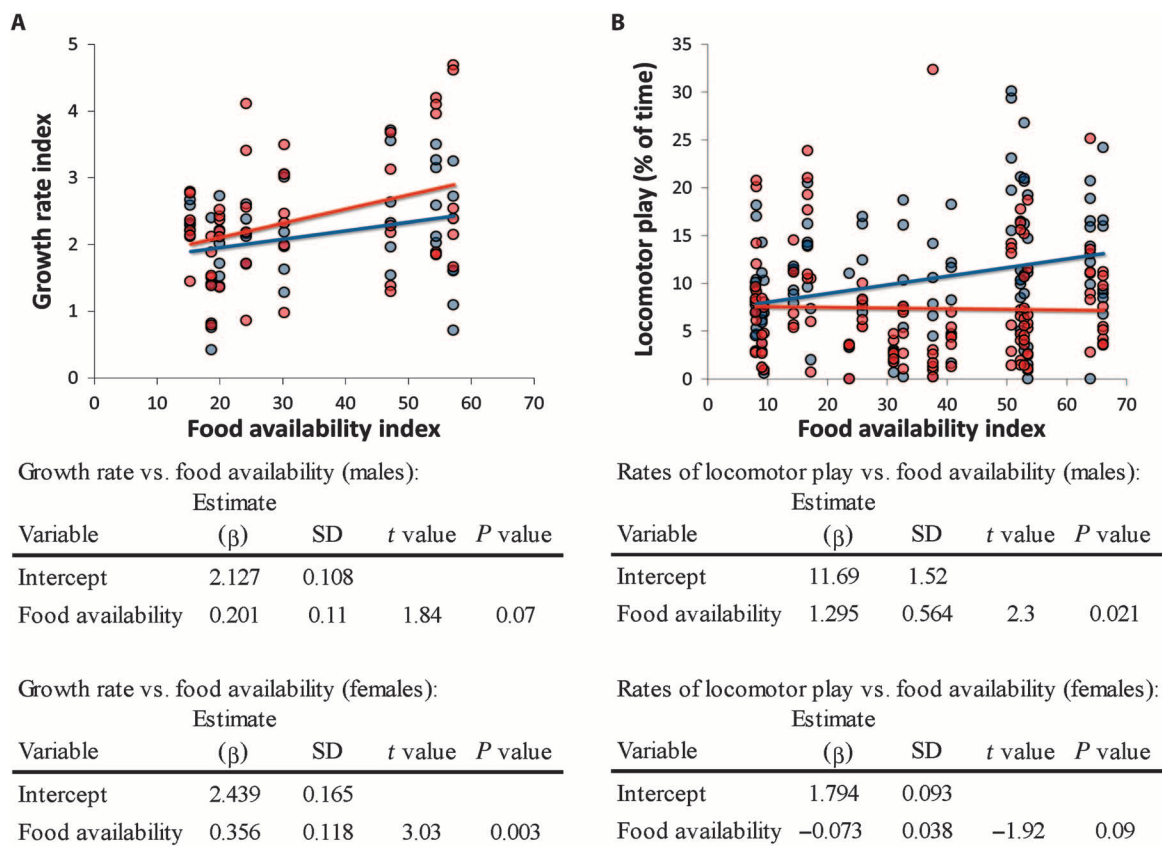 A
5
4
3
2
1
0
Growth rate index
0 10 20 30 40 50 60 70
Food availability index
Growth rate vs. food availability (males):
Estimate
Variable (β) SD t value P value
Intercept 2.127 0.108
Food availability 0.201 0.11 1.84 0.07
Growth rate vs. food availability (females):
Estimate
Variable (β) SD t value P value
Intercept 2.439 0.165
Food availability 0.356 0.118 3.03 0.003
B
35
30
25
20
15
10
5
0
Locomotor play (% of time)
0 10 20 30 40 50 60 70
Food availability index
Rates of locomotor play vs. food availability (males):
Estimate
Variable (β) SD t value P value
Intercept 11.69 1.52
Food availability 1.295 0.564 2.3 0.021
Rates of locomotor play vs. food availability (females):
Estimate
Variable (β) SD t value P value
Intercept 1.794 0.093
Food availability −0.073 0.038 −1.92 0.09